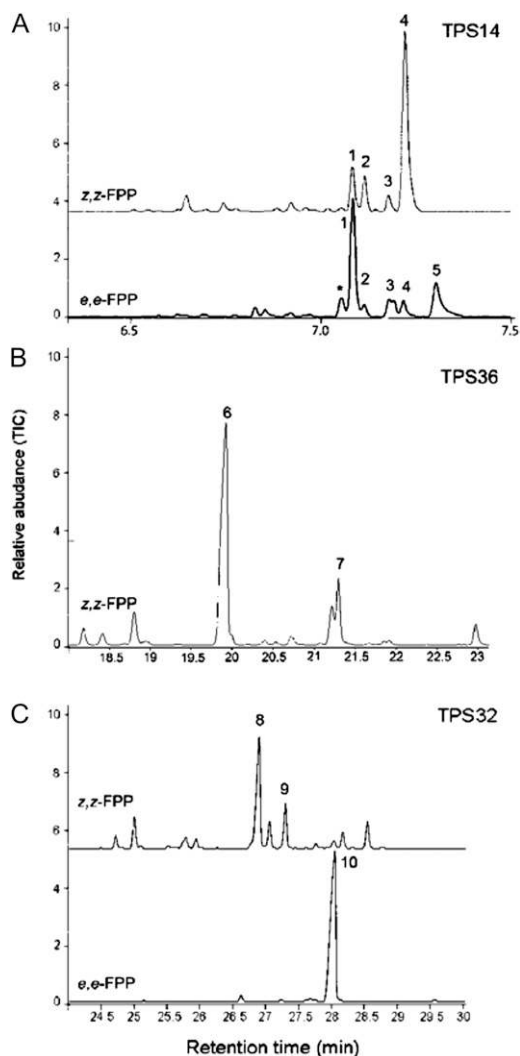 A
TPS14
10
8
6
4
2
0
4
1
2
3
z,z-FPP
1
2
3
4
5
*
e,e-FPP
6.5 7.0 7.5
B
TPS36
10
8
6
4
2
0
6
7
z,z-FPP
18.5 19 19.5 20 20.5 21 21.5 22 22.5 23
Relative abudance (TIC)
C
TPS32
10
8
6
4
2
0
8
9
z,z-FPP
10
e,e-FPP
24 5 25 25.5 26 26.5 27 27.5 28 28.5 29 29 5 30
Retention time (min)